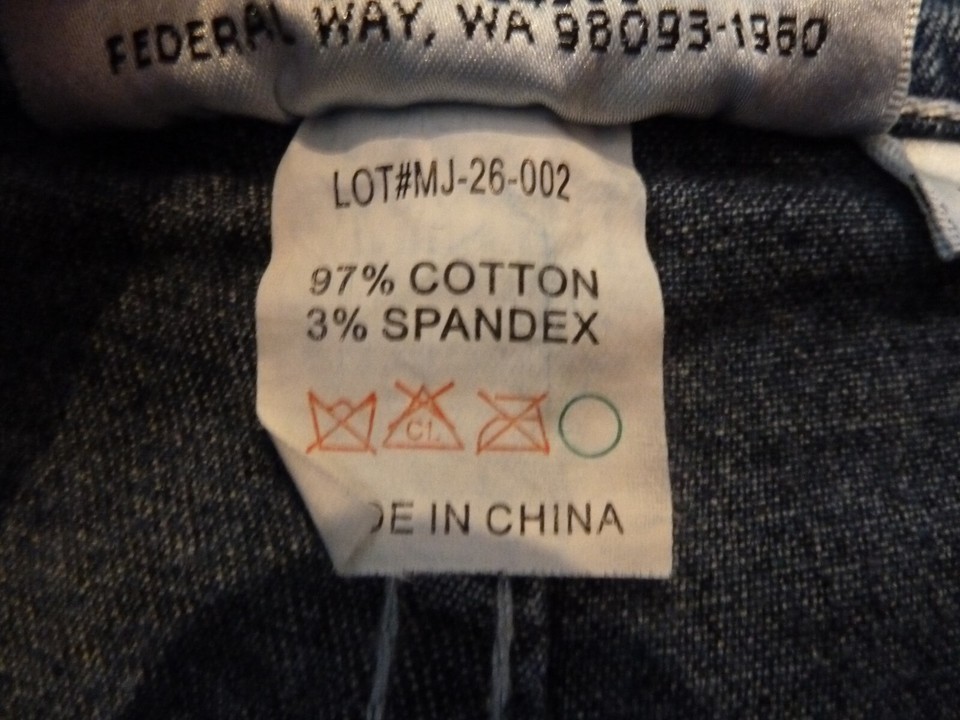 FEDERAL WAY, WA 98093-1960
LOT#MJ-26-002
97% COTTON
3% SPANDEX
CL
DE IN CHINA